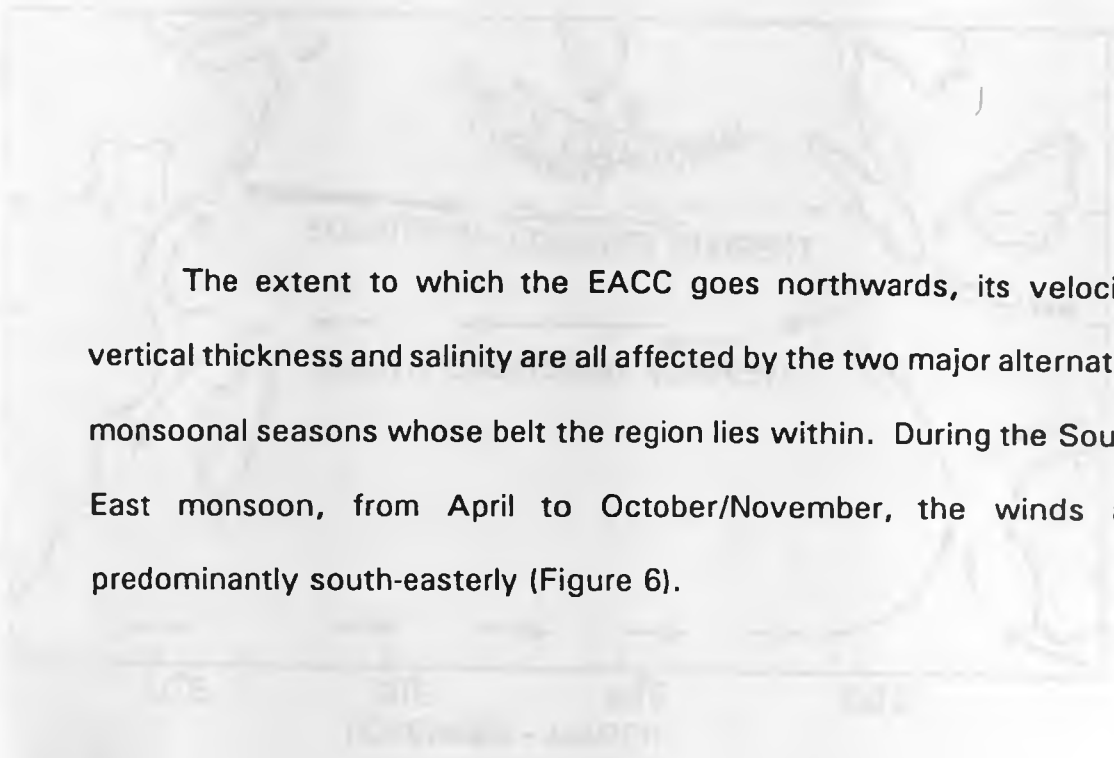 The extent to which the EACC goes northwards, its veloci
vertical thickness and salinity are all affected by the two major alternat
monsoonal seasons whose belt the region lies within. During the Sou
East monsoon, from April to October/November, the winds
predominantly south-easterly (Figure 6).